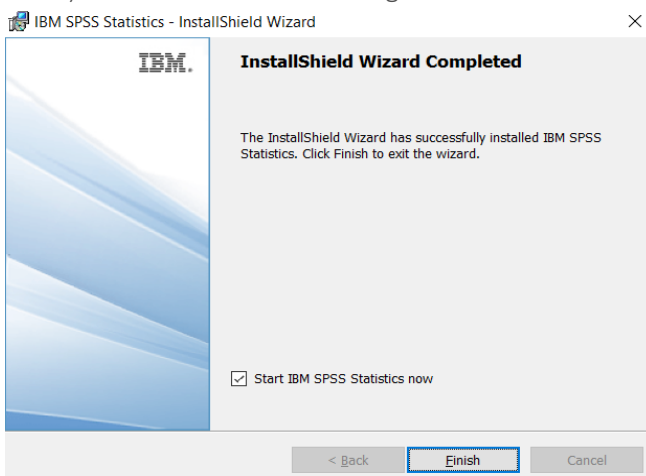 IBM SPSS Statistics - InstallShield Wizard
IBM.
InstallShield Wizard Completed
The InstallShield Wizard has successfully installed IBM SPSS
Statistics. Click Finish to exit the wizard.
Start IBM SPSS Statistics now
< Back
Finish
Cancel